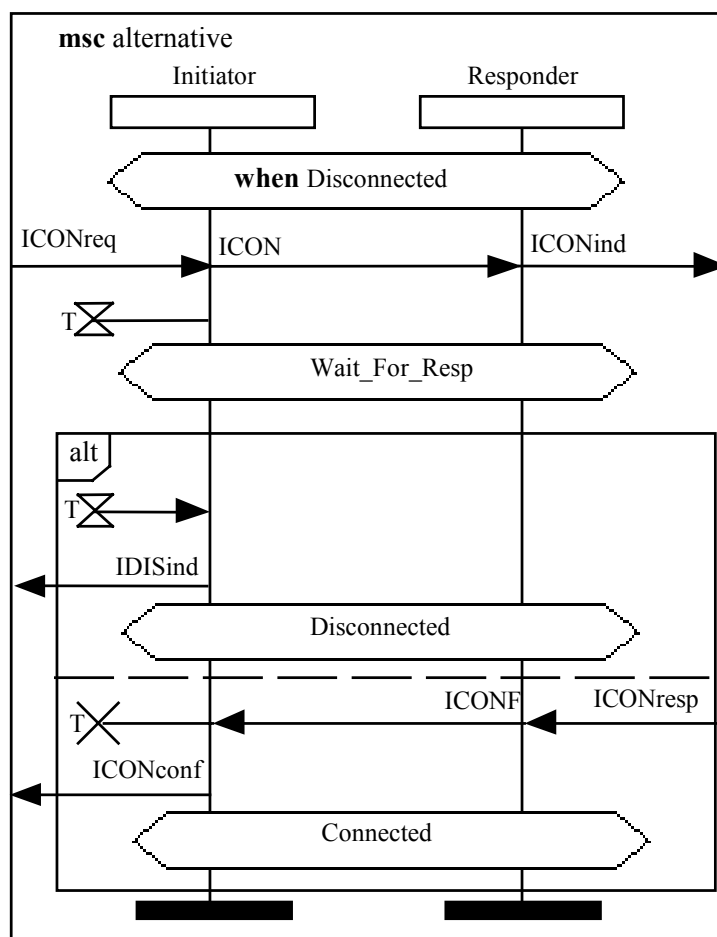 msc alternative
Initiator
Responder
when Disconnected
ICONreq
ICON
ICONind
T
Wait_For_Resp
alt
T
IDISind
Disconnected
T
ICONF
ICONresp
ICONconf
Connected